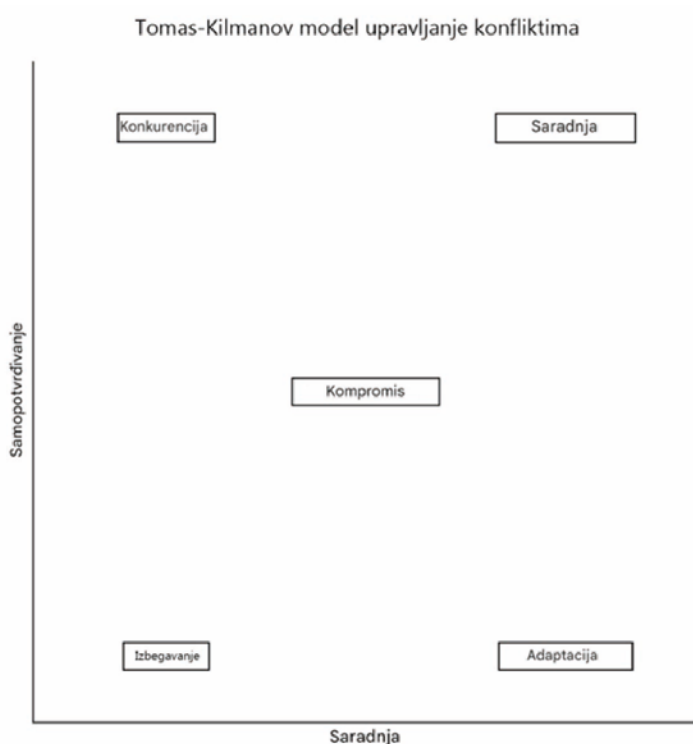 Tomas-Kilmanov model upravljanje konfliktima
Konkurencija
Saradnja
Samopotvrđivanje
Kompromis
Izbegavanje
Adaptacija
Saradnja